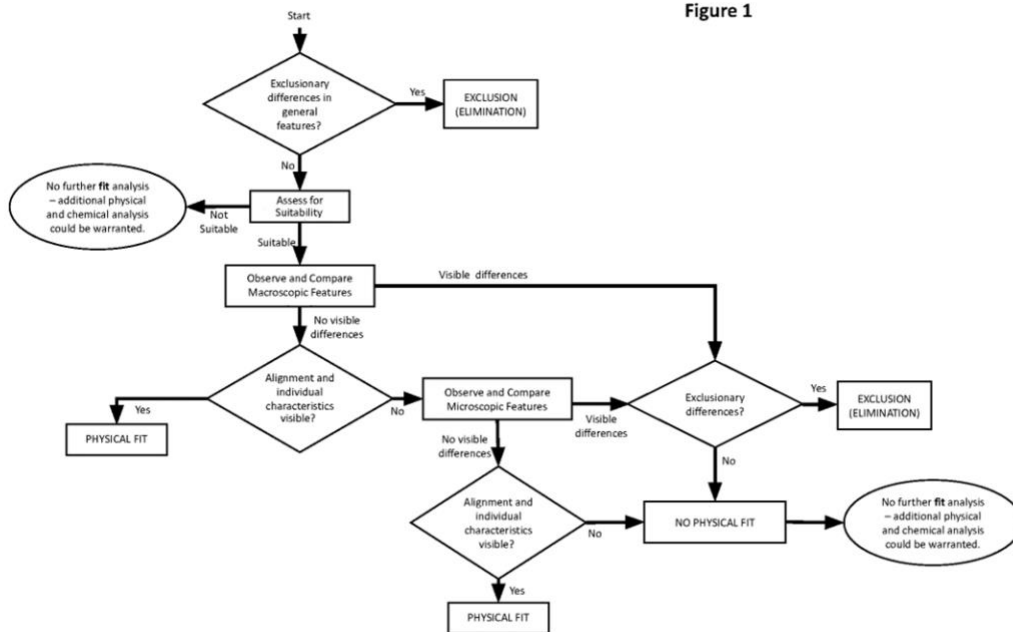 Figure 1
Start
Exclusionary
differences in
general
features?
Yes
EXCLUSION
(ELIMINATION)
No
No further fit analysis
– additional physical
and chemical analysis
could be warranted.
Not
Suitable
Assess for
Suitability
Suitable
Observe and Compare
Macroscopic Features
Visible differences
No visible
differences
Alignment and
individual
characteristics
visible?
Yes
PHYSICAL FIT
No
Observe and Compare
Microscopic Features
Visible
differences
Exclusionary
differences?
Yes
EXCLUSION
(ELIMINATION)
No visible
differences
No
Alignment and
individual
characteristics
visible?
No
NO PHYSICAL FIT
No further fit analysis
– additional physical
and chemical analysis
could be warranted.
Yes
PHYSICAL FIT